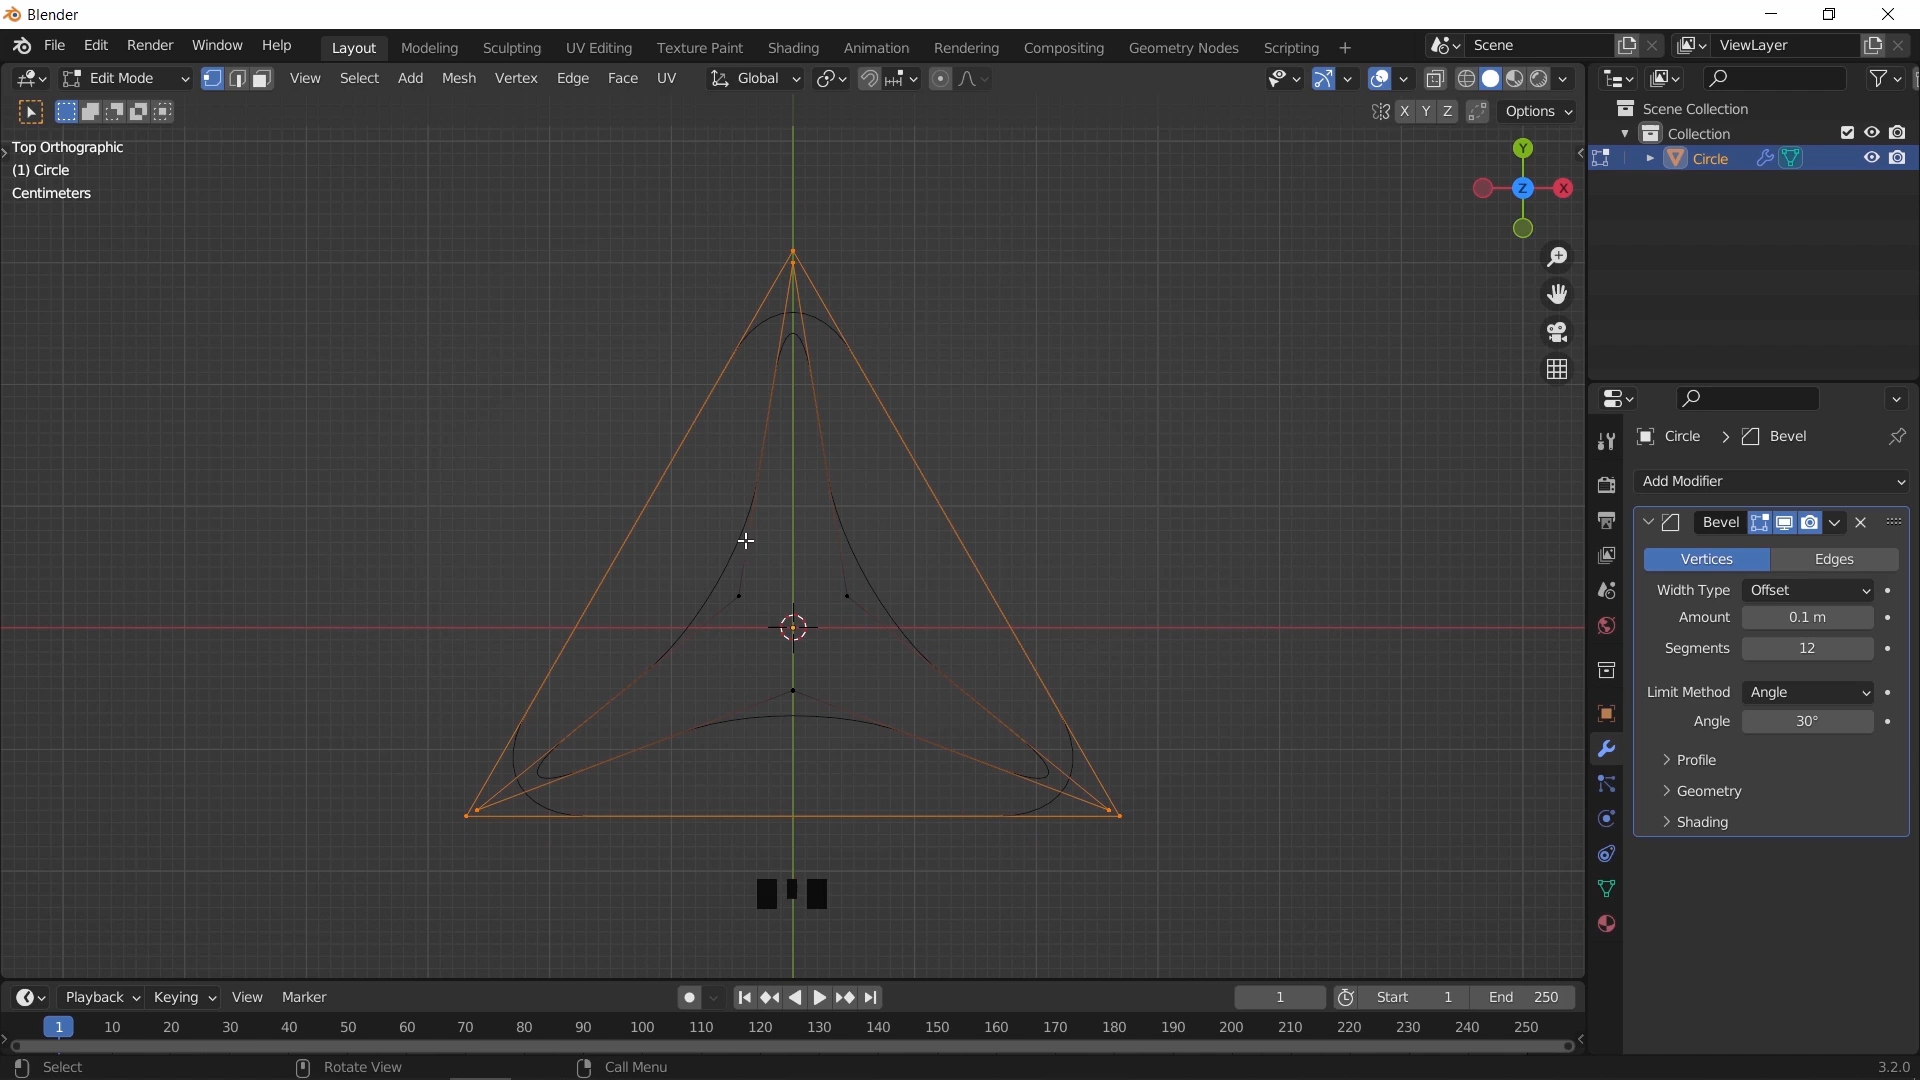 Blender
File Edit Render Window Help Layout Modeling Sculpting UV Editing Texture Paint Shading Animation Rendering Compositing Geometry Nodes Scripting + Scene ViewLayer
Edit Mode View Select Add Mesh Vertex Edge Face UV Global
X Y Z Options
Top Orthographic
(1) Circle
Centimeters
Y
Z X
Scene Collection
Collection
Circle
Circle > Bevel
Add Modifier
Bevel
Vertices Edges
Width Type Offset
Amount 0.1 m
Segments 12
Limit Method Angle
Angle 30°
Profile
Geometry
Shading
Playback Keying View Marker 1 Start 1 End 250
1 10 20 30 40 50 60 70 80 90 100 110 120 130 140 150 160 170 180 190 200 210 220 230 240 250
Select Rotate View Call Menu 3.2.0